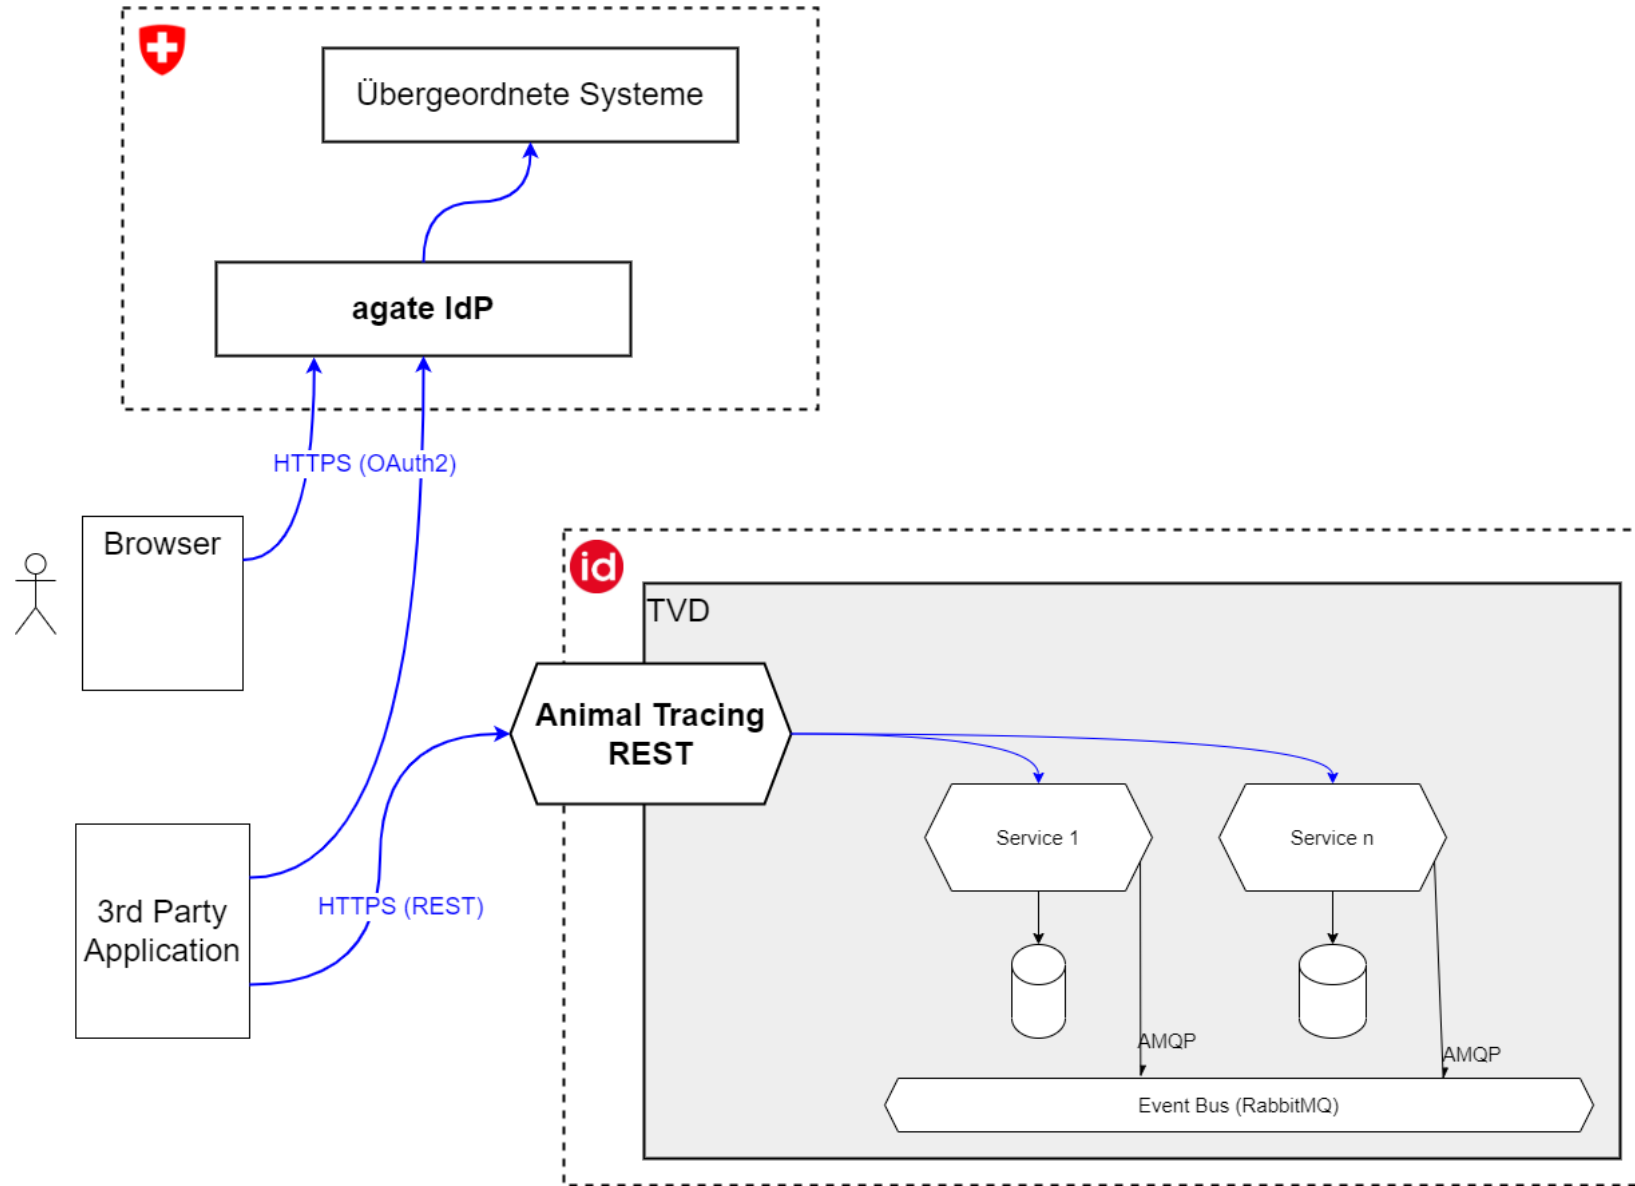 Übergeordnete Systeme
agate IdP
HTTPS (OAuth2)
Browser
id
TVD
Animal Tracing
REST
Service 1
Service n
3rd Party
Application
HTTPS (REST)
AMQP
AMQP
Event Bus (RabbitMQ)